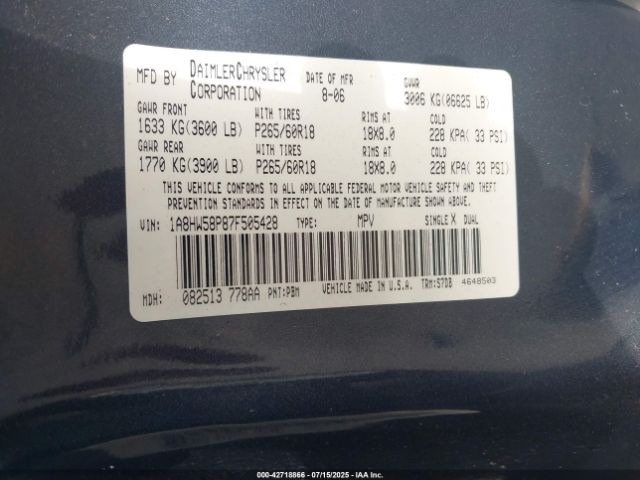 MFD BY DAIMLERCHRYSLER CORPORATION DATE OF MFR 8-06 GVWR 3006 KG(06625 LB)
GAWR FRONT WITH TIRES RIMS AT COLD
1633 KG(3600 LB) P265/60R18 18X8.0 228 KPA( 33 PSI)
GAWR REAR WITH TIRES RIMS AT COLD
1770 KG(3900 LB) P265/60R18 18X8.0 228 KPA( 33 PSI)
THIS VEHICLE CONFORMS TO ALL APPLICABLE FEDERAL MOTOR VEHICLE SAFETY AND THEFT
PREVENTION STANDARDS IN EFFECT ON THE DATE OF MANUFACTURE SHOWN ABOVE.
VIN: 1A8HW58P87F505428 TYPE: MPV SINGLE X DUAL
MDH: 082513 778AA PNT:PBM VEHICLE MADE IN U.S.A. TRM:S7DB 4648503
000-42718866 - 07/15/2025 - IAA Inc.